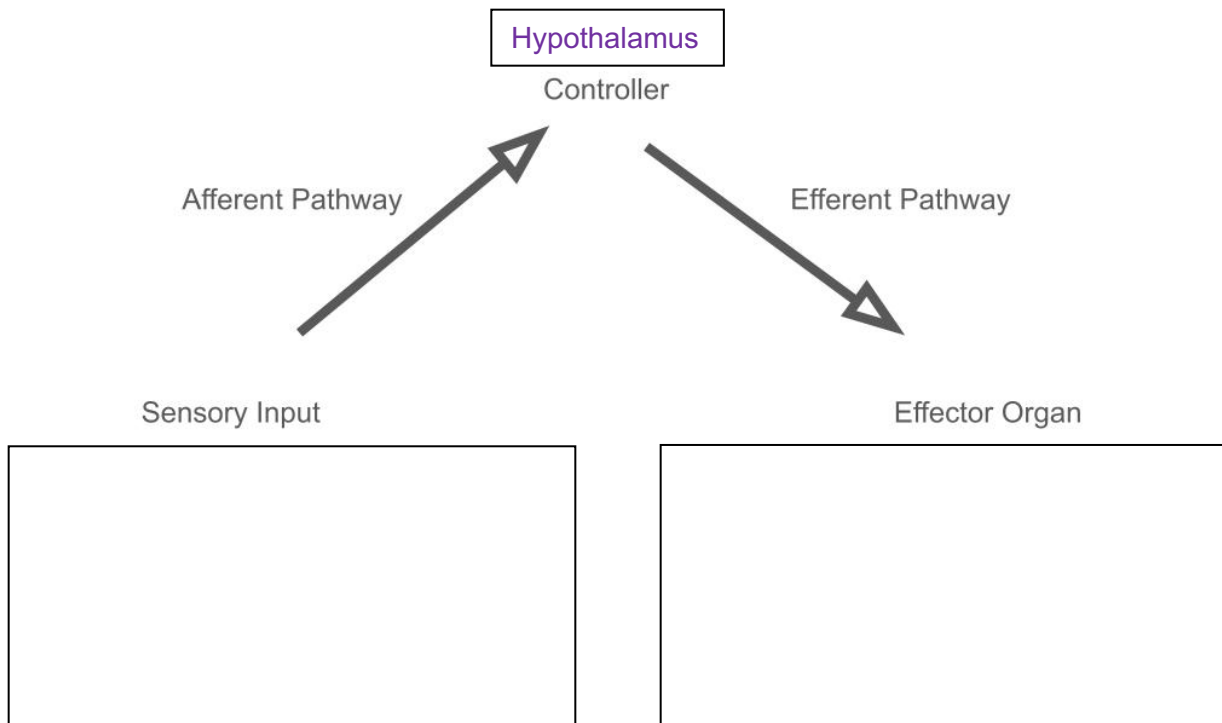 Hypothalamus
Controller
Afferent Pathway
Efferent Pathway
Sensory Input
Effector Organ